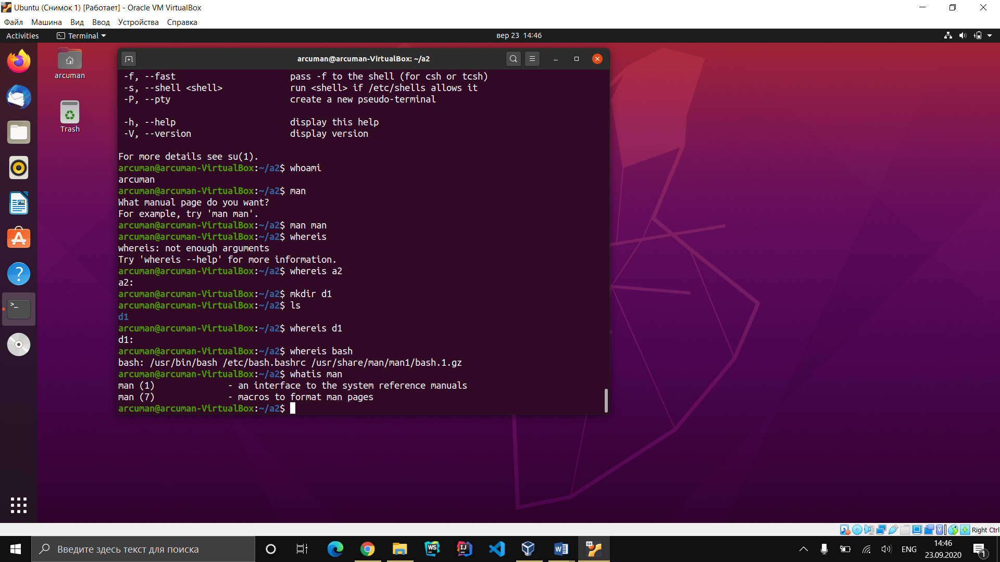 Ubuntu (Снимок 1) [Работает] - Oracle VM VirtualBox
Файл Машина Вид Ввод Устройства Справка
Activities Terminal вер 23 14:46
arcuman
Trash
arcuman@arcuman-VirtualBox: ~/a2
-f, --fast pass -f to the shell (for csh or tcsh)
-s, --shell <shell> run <shell> if /etc/shells allows it
-P, --pty create a new pseudo-terminal
-h, --help display this help
-V, --version display version
For more details see su(1).
arcuman@arcuman-VirtualBox:~/a2$ whoami
arcuman
arcuman@arcuman-VirtualBox:~/a2$ man
What manual page do you want?
For example, try 'man man'.
arcuman@arcuman-VirtualBox:~/a2$ man man
arcuman@arcuman-VirtualBox:~/a2$ whereis
whereis: not enough arguments
Try 'whereis --help' for more information.
arcuman@arcuman-VirtualBox:~/a2$ whereis a2
a2:
arcuman@arcuman-VirtualBox:~/a2$ mkdir d1
arcuman@arcuman-VirtualBox:~/a2$ ls
d1
arcuman@arcuman-VirtualBox:~/a2$ whereis d1
d1:
arcuman@arcuman-VirtualBox:~/a2$ whereis bash
bash: /usr/bin/bash /etc/bash.bashrc /usr/share/man/man1/bash.1.gz
arcuman@arcuman-VirtualBox:~/a2$ whatis man
man (1) - an interface to the system reference manuals
man (7) - macros to format man pages
arcuman@arcuman-VirtualBox:~/a2$
Right Ctrl
Введите здесь текст для поиска
WS
IJ
W
64
ENG
14:46
23.09.2020
1